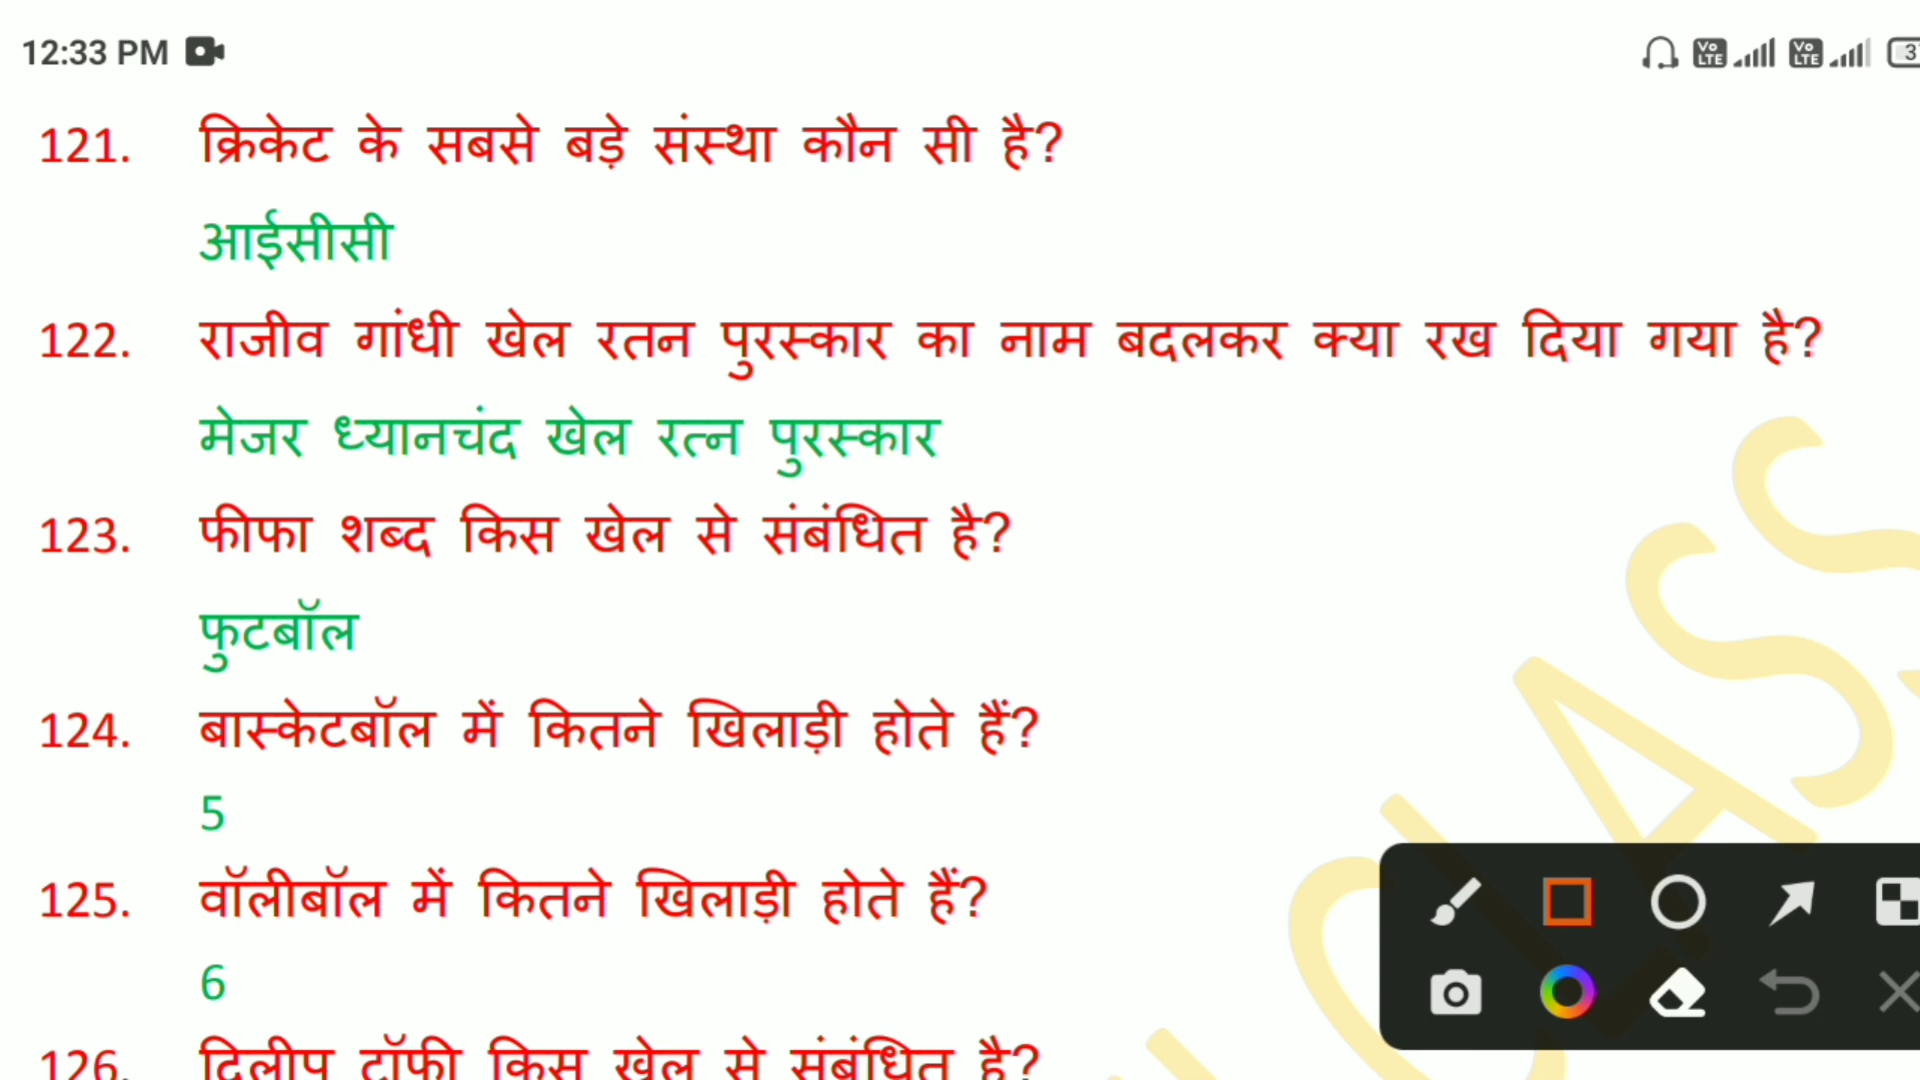 12:33 PM
121. क्रिकेट के सबसे बड़े संस्था कौन सी है?
आईसीसी
122. राजीव गांधी खेल रतन पुरस्कार का नाम बदलकर क्या रख दिया गया है?
मेजर ध्यानचंद खेल रत्न पुरस्कार
123. फीफा शब्द किस खेल से संबंधित है?
फुटबॉल
124. बास्केटबॉल में कितने खिलाड़ी होते हैं?
5
125. वॉलीबॉल में कितने खिलाड़ी होते हैं?
6
126. दिलीप ट्रॉफी किस खेल से संबंधित है?
CLASS